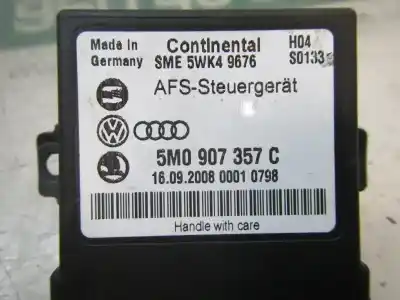 Made in Germany
Continental
SME 5WK4 9676
H04
S0133
AFS-Steuergerät
5M0 907 357 C
16.09.2008 0001 0798
Handle with care